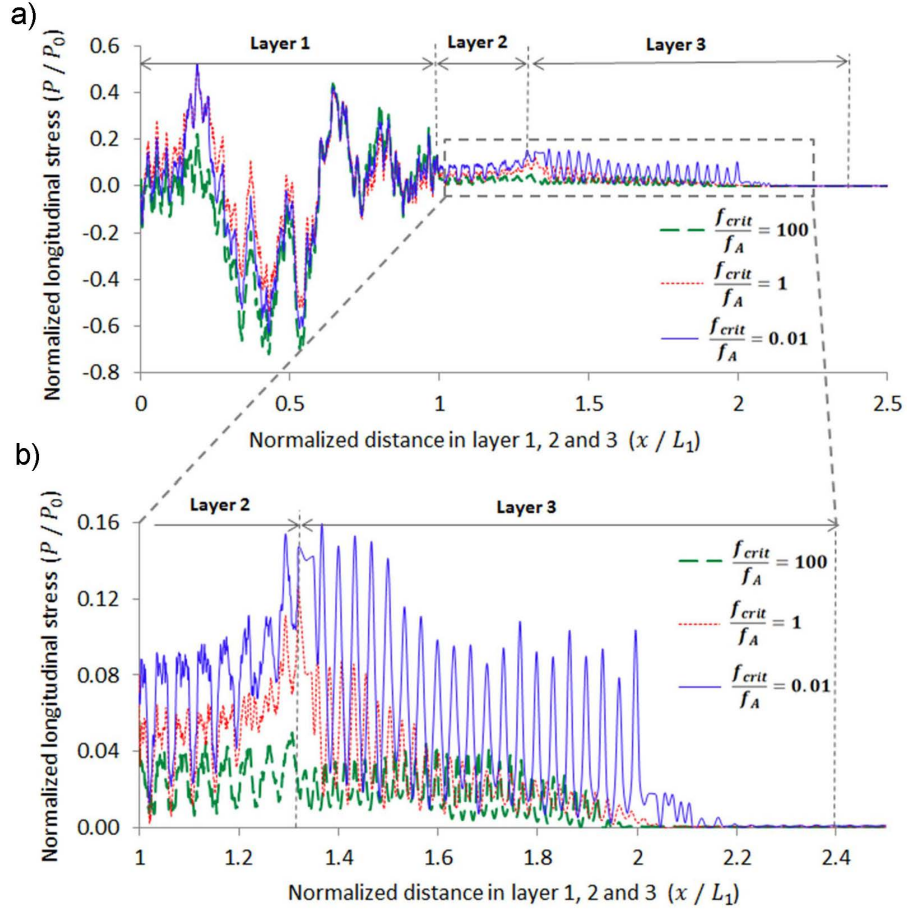 a)
Normalized longitudinal stress (P / P0)
0.6
0.4
0.2
0.0
-0.2
-0.4
-0.6
-0.8
Layer 1
Layer 2
Layer 3
fcrit/fA = 100
fcrit/fA = 1
fcrit/fA = 0.01
0 0.5 1 1.5 2 2.5
Normalized distance in layer 1, 2 and 3 (x / L1)
b)
Normalized longitudinal stress (P / P0)
0.16
0.12
0.08
0.04
0.00
Layer 2
Layer 3
fcrit/fA = 100
fcrit/fA = 1
fcrit/fA = 0.01
1 1.2 1.4 1.6 1.8 2 2.2 2.4
Normalized distance in layer 1, 2 and 3 (x / L1)